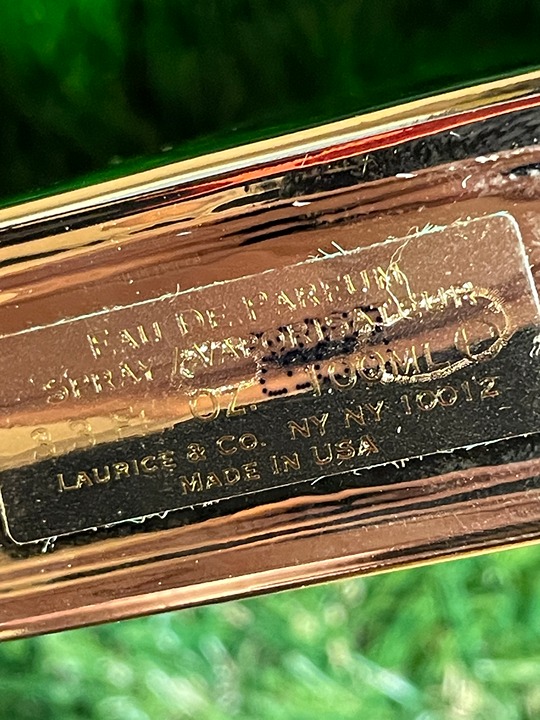 EAU DE PARFUM
SPRAY /VAPORISATEUR
3.3 FL. OZ. 100ML ℮
LAURICE & CO. NY NY 10012
MADE IN USA